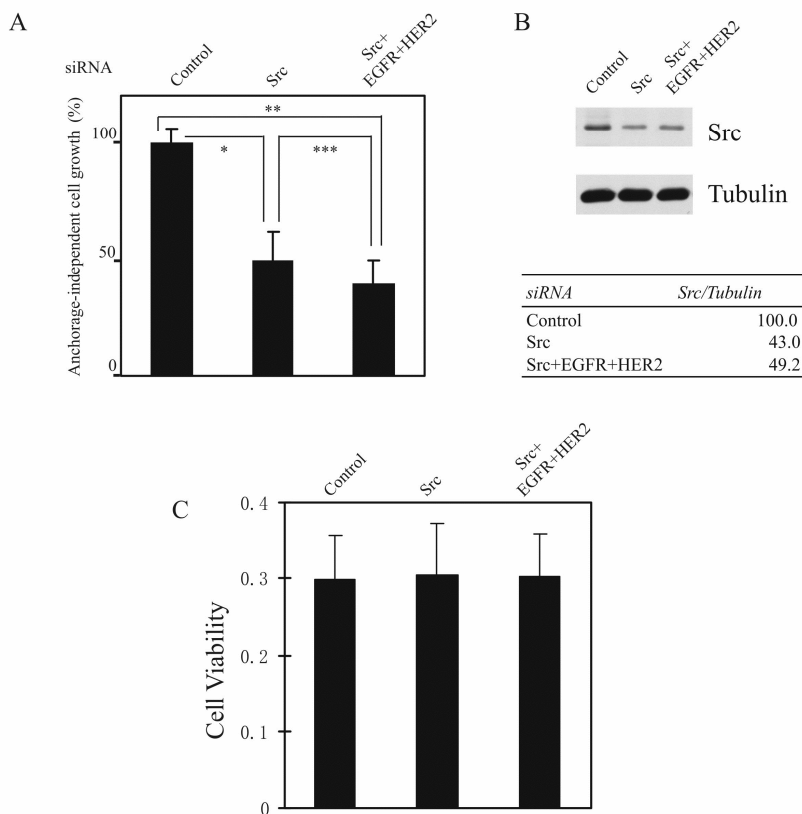 A
siRNA
Control
Src
Src+
EGFR+HER2
Anchorage-independent cell growth (%)
100
50
0
**
*
***
B
Control
Src
Src+
EGFR+HER2
Src
Tubulin
siRNA Src/Tubulin
Control 100.0
Src 43.0
Src+EGFR+HER2 49.2
C
Control
Src
Src+
EGFR+HER2
Cell Viability
0.4
0.3
0.2
0.1
0